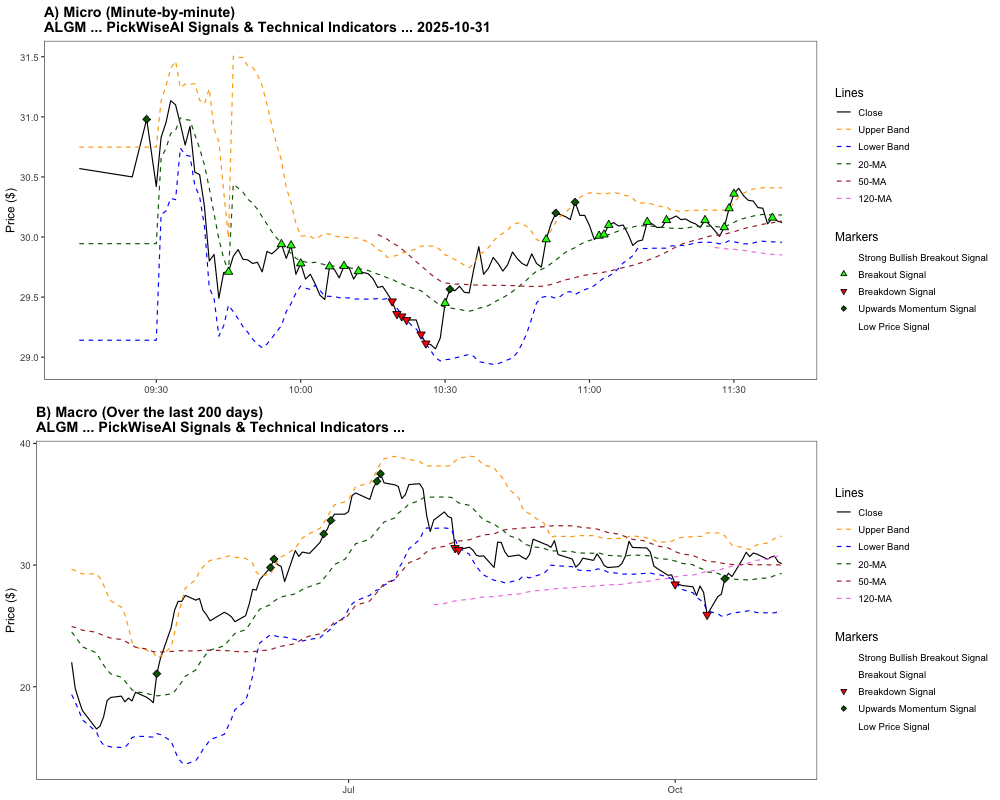 A) Micro (Minute-by-minute)
ALGM ... PickWiseAI Signals & Technical Indicators ... 2025-10-31
Price ($)
31.5
31.0
30.5
30.0
29.5
29.0
09:30
10:00
10:30
11:00
11:30
Lines
Close
Upper Band
Lower Band
20-MA
50-MA
120-MA
Markers
Strong Bullish Breakout Signal
Breakout Signal
Breakdown Signal
Upwards Momentum Signal
Low Price Signal
B) Macro (Over the last 200 days)
ALGM ... PickWiseAI Signals & Technical Indicators ...
Price ($)
40
30
20
Jul
Oct
Lines
Close
Upper Band
Lower Band
20-MA
50-MA
120-MA
Markers
Strong Bullish Breakout Signal
Breakout Signal
Breakdown Signal
Upwards Momentum Signal
Low Price Signal